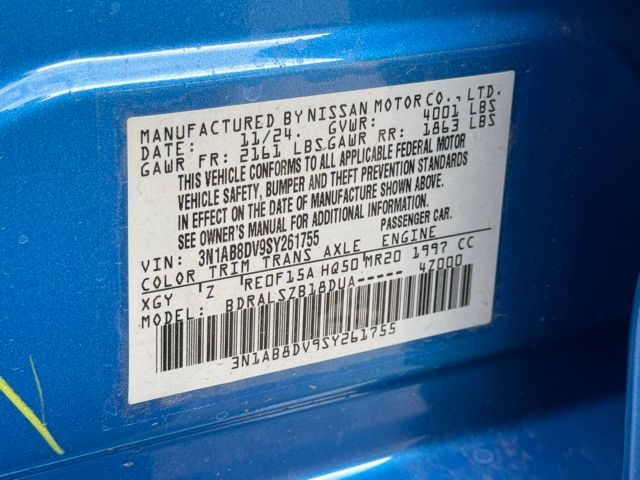 MANUFACTURED BY NISSAN MOTOR CO., LTD.
DATE: 11/24. GVWR: 4001 LBS
GAWR FR: 2161 LBS GAWR RR: 1863 LBS
THIS VEHICLE CONFORMS TO ALL APPLICABLE FEDERAL MOTOR
VEHICLE SAFETY, BUMPER AND THEFT PREVENTION STANDARDS
IN EFFECT ON THE DATE OF MANUFACTURE SHOWN ABOVE.
SEE OWNER'S MANUAL FOR ADDITIONAL INFORMATION.
VIN: 3N1AB8DV9SY261755 PASSENGER CAR.
COLOR TRIM TRANS AXLE ENGINE
XGY Z RE0F15A HQ50 MR20 1997 CC
MODEL: BDRALSZB18DUA----- 4Z000
3N1AB8DV9SY261755